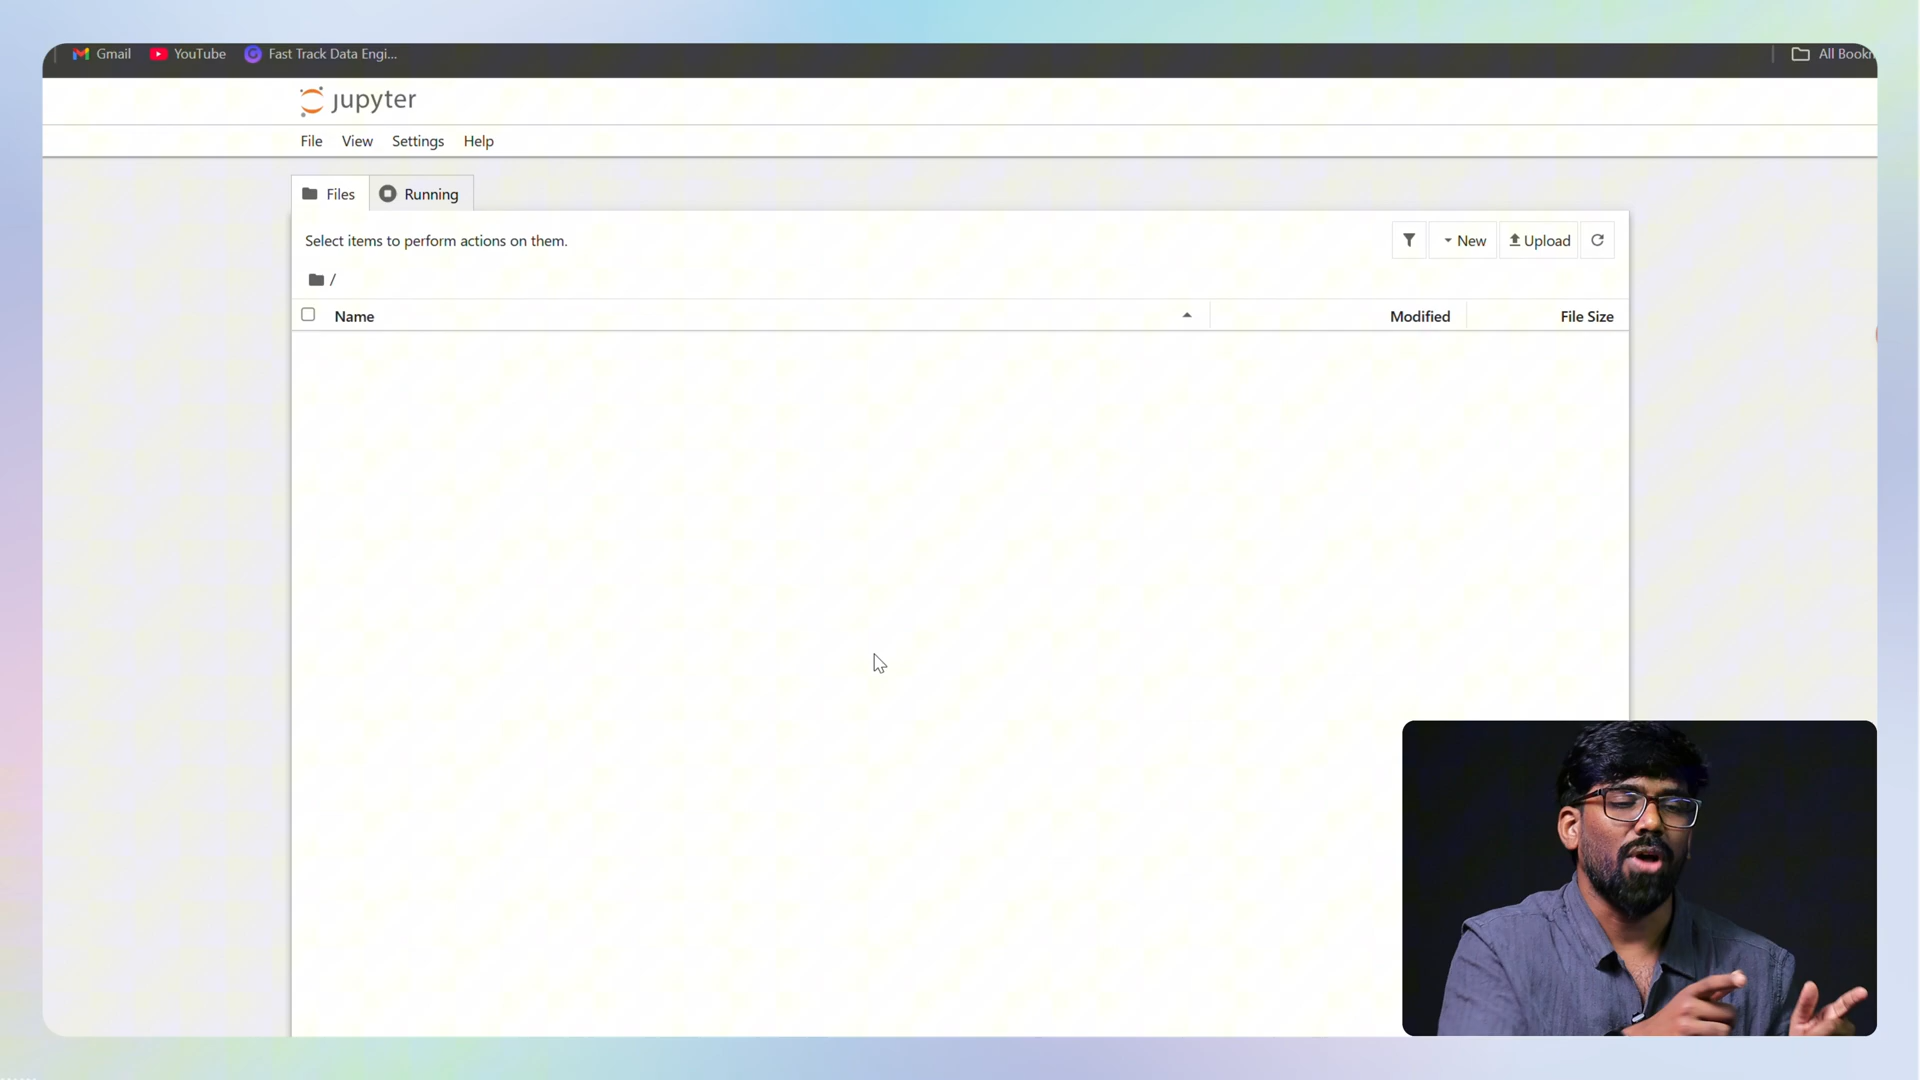 Gmail YouTube Fast Track Data Engi... All Bookn
jupyter
File View Settings Help
Files Running
Select items to perform actions on them.
New Upload
/
Name Modified File Size